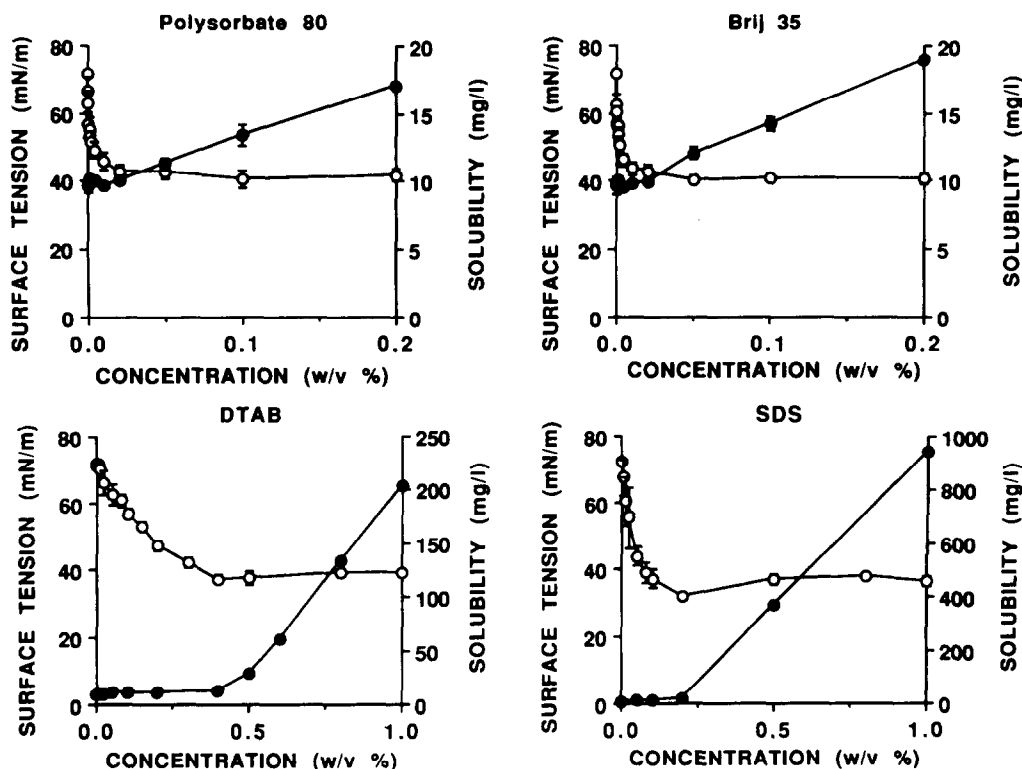 Polysorbate 80
SURFACE TENSION (mN/m)
80
60
40
20
0
20
15
10
5
0
SOLUBILITY (mg/l)
0.0 0.1 0.2
CONCENTRATION (w/v %)
Brij 35
SURFACE TENSION (mN/m)
80
60
40
20
0
20
15
10
5
0
SOLUBILITY (mg/l)
0.0 0.1 0.2
CONCENTRATION (w/v %)
DTAB
SURFACE TENSION (mN/m)
80
60
40
20
0
250
200
150
100
50
0
SOLUBILITY (mg/l)
0.0 0.5 1.0
CONCENTRATION (w/v %)
SDS
SURFACE TENSION (mN/m)
80
60
40
20
0
1000
800
600
400
200
0
SOLUBILITY (mg/l)
0.0 0.5 1.0
CONCENTRATION (w/v %)